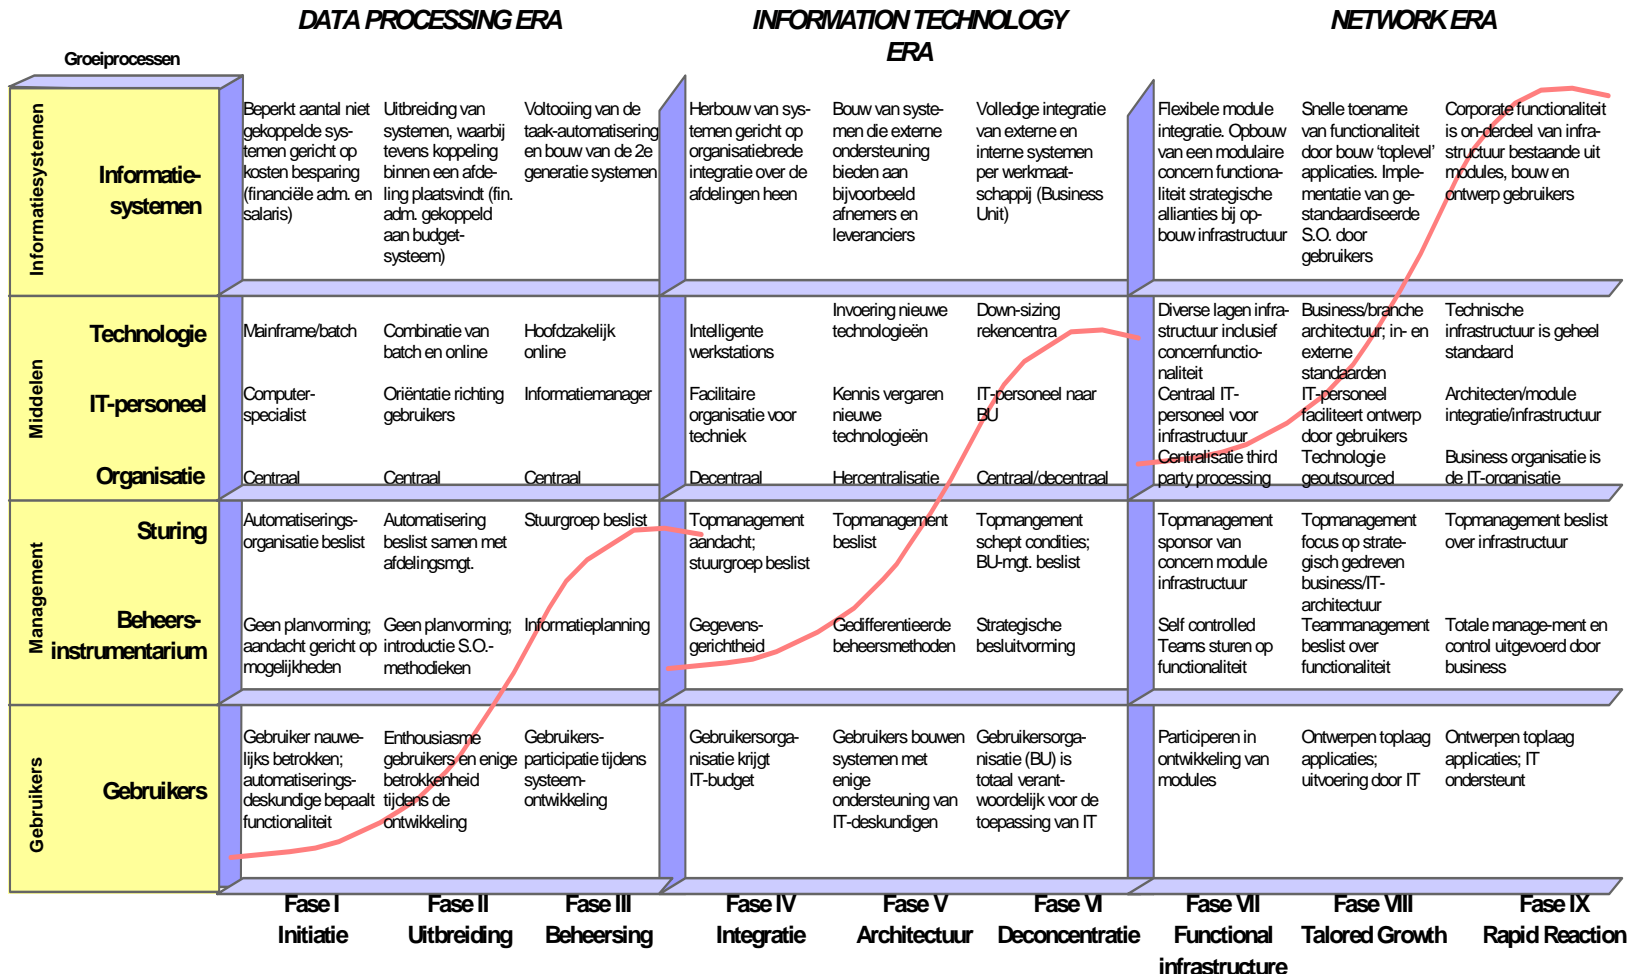 DATA PROCESSING ERA
INFORMATION TECHNOLOGY
ERA
NETWORK ERA
Groeiprocessen
Informatiesystemen
Informatie-
systemen
Beperkt aantal niet
gekoppelde sys-
temen gericht op
kosten besparing
(financiële adm. en
salaris)
Uitbreiding van
systemen, waarbij
tevens koppeling
binnen een afde-
ling plaatsvindt (fin.
adm. gekoppeld
aan budget-
systeem)
Voltooiing van de
taak-automatisering
en bouw van de 2e
generatie systemen
Herbouw van sys-
temen gericht op
organisatiebrede
integratie over de
afdelingen heen
Bouw van syste-
men die externe
ondersteuning
bieden aan
bijvoorbeeld
afnemers en
leveranciers
Volledige integratie
van externe en
interne systemen
per werkmaat-
schappij (Business
Unit)
Flexibele module
integratie. Opbouw
van een modulaire
concern functiona-
liteit strategische
allianties bij op-
bouw infrastructuur
Snelle toename
van functionaliteit
door bouw ‘toplevel’
applicaties. Imple-
mentatie van ge-
standaardiseerde
S.O. door
gebruikers
Corporate functionaliteit
is on-derdeel van infra-
structuur bestaande uit
modules, bouw en
ontwerp gebruikers
Middelen
Technologie
Mainframe/batch
Combinatie van
batch en online
Hoofdzakelijk
online
Intelligente
werkstations
Invoering nieuwe
technologieën
Down-sizing
rekencentra
Diverse lagen infra-
structuur inclusief
concernfunctio-
naliteit
Business/branche
architectuur; in- en
externe
standaarden
Technische
infrastructuur is geheel
standaard
IT-personeel
Computer-
specialist
Oriëntatie richting
gebruikers
Informatiemanager
Facilitaire
organisatie voor
techniek
Kennis vergaren
nieuwe
technologieën
IT-personeel naar
BU
Centraal IT-
personeel voor
infrastructuur
IT-personeel
faciliteert ontwerp
door gebruikers
Architecten/module
integratie/infrastructuur
Organisatie
Centraal
Centraal
Centraal
Decentraal
Hercentralisatie
Centraal/decentraal
Centralisatie third
party processing
Technologie
geoutsourced
Business organisatie is
de IT-organisatie
Management
Sturing
Automatiserings-
organisatie beslist
Automatisering
beslist samen met
afdelingsmgt.
Stuurgroep beslist
Topmanagement
aandacht;
stuurgroep beslist
Topmanagement
beslist
Topmangement
schept condities;
BU-mgt. beslist
Topmanagement
sponsor van
concern module
infrastructuur
Topmanagement
focus op strate-
gisch gedreven
business/IT-
architectuur
Topmanagement beslist
over infrastructuur
Beheers-
instrumentarium
Geen planvorming;
aandacht gericht op
mogelijkheden
Geen planvorming;
introductie S.O.-
methodieken
Informatieplanning
Gegevens-
gerichtheid
Gedifferentieerde
beheersmethoden
Strategische
besluitvorming
Self controlled
Teams sturen op
functionaliteit
Teammanagement
beslist over
functionaliteit
Totale manage-ment en
control uitgevoerd door
business
Gebruikers
Gebruikers
Gebruiker nauwe-
lijks betrokken;
automatiserings-
deskundige bepaalt
functionaliteit
Enthousiasme
gebruikers en enige
betrokkenheid
tijdens de
ontwikkeling
Gebruikers-
participatie tijdens
systeem-
ontwikkeling
Gebruikersorga-
nisatie krijgt
IT-budget
Gebruikers bouwen
systemen met
enige
ondersteuning van
IT-deskundigen
Gebruikersorga-
nisatie (BU) is
totaal verant-
woordelijk voor de
toepassing van IT
Participeren in
ontwikkeling van
modules
Ontwerpen toplaag
applicaties;
uitvoering door IT
Ontwerpen toplaag
applicaties; IT
ondersteunt
Fase I
Initiatie
Fase II
Uitbreiding
Fase III
Beheersing
Fase IV
Integratie
Fase V
Architectuur
Fase VI
Deconcentratie
Fase VII
Functional
infrastructure
Fase VIII
Talored Growth
Fase IX
Rapid Reaction